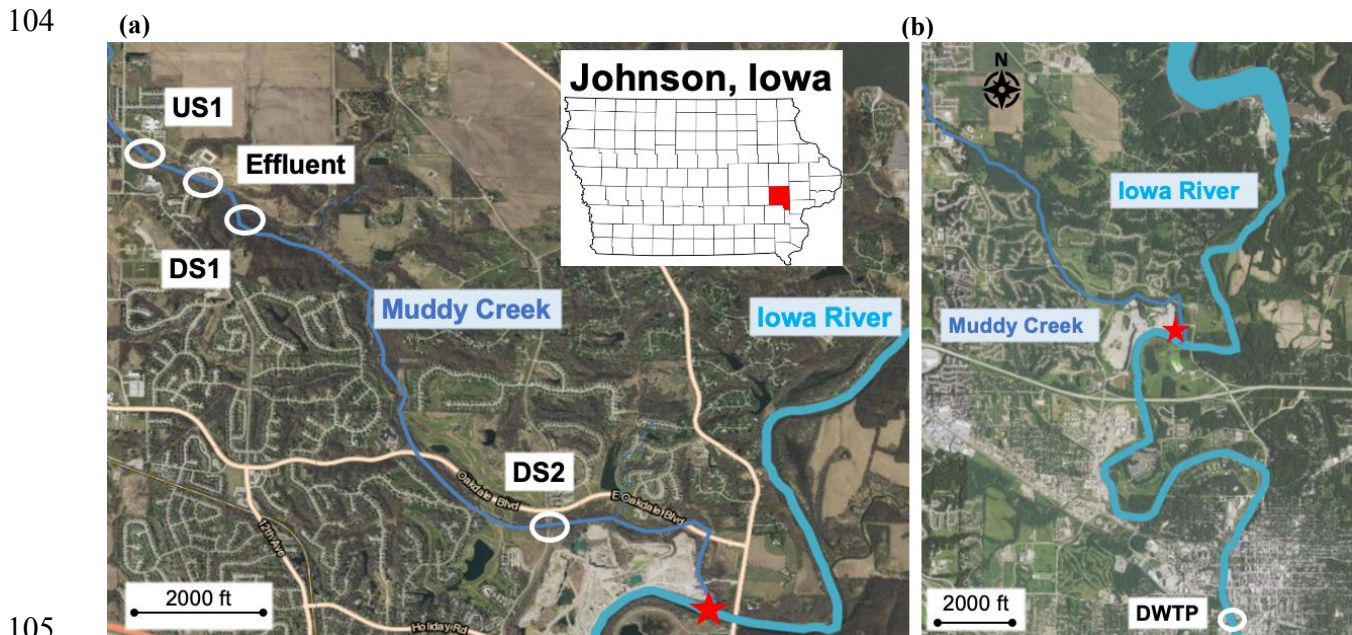 104
(a)
(b)
Johnson, Iowa
US1
Effluent
DS1
Muddy Creek
Iowa River
DS2
Oakdale Blvd
E Oakdale Blvd
12th Ave
Holiday Rd
2000 ft
N
Iowa River
Muddy Creek
2000 ft
DWTP
105